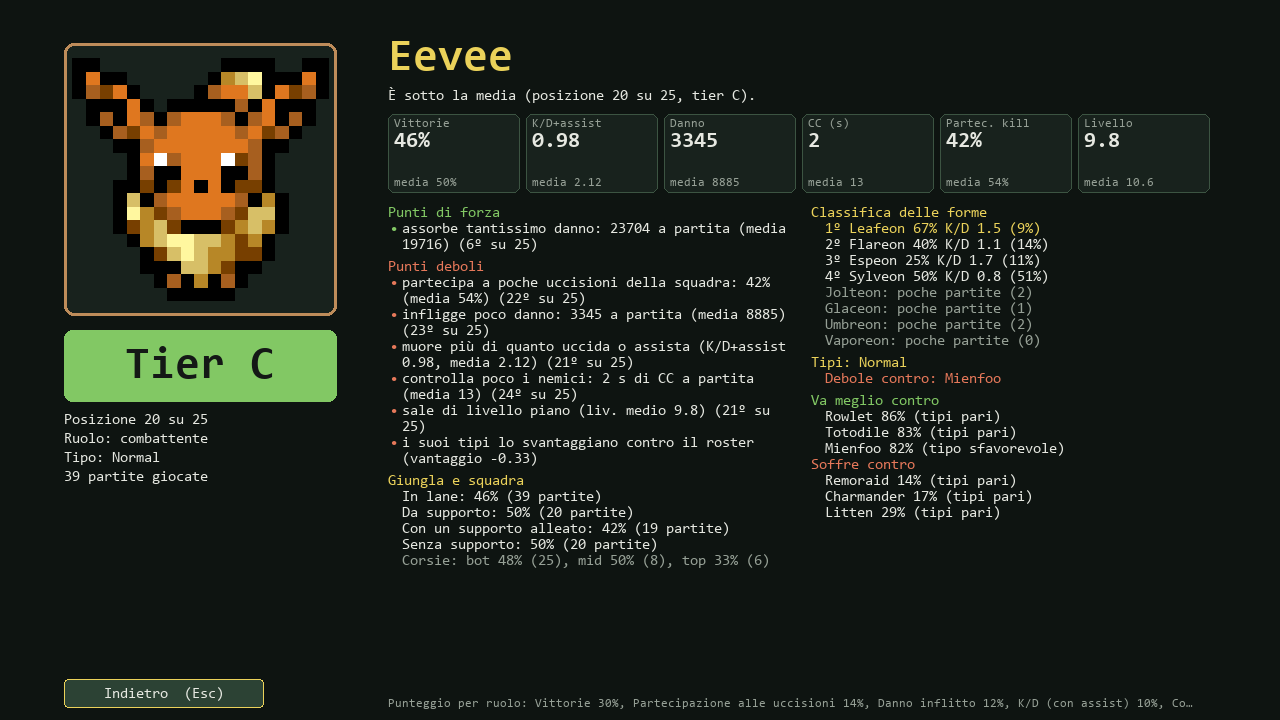 Eevee
È sotto la media (posizione 20 su 25, tier C).
Vittorie
46%
media 50%
K/D+assist
0.98
media 2.12
Danno
3345
media 8885
CC (s)
2
media 13
Partec. kill
42%
media 54%
Livello
9.8
media 10.6
Tier C
Posizione 20 su 25
Ruolo: combattente
Tipo: Normal
39 partite giocate
Punti di forza
• assorbe tantissimo danno: 23704 a partita (media
19716) (6º su 25)
Punti deboli
• partecipa a poche uccisioni della squadra: 42%
(media 54%) (22º su 25)
• infligge poco danno: 3345 a partita (media 8885)
(23º su 25)
• muore più di quanto uccida o assista (K/D+assist
0.98, media 2.12) (21º su 25)
• controlla poco i nemici: 2 s di CC a partita
(media 13) (24º su 25)
• sale di livello piano (liv. medio 9.8) (21º su
25)
• i suoi tipi lo svantaggiano contro il roster
(vantaggio -0.33)
Giungla e squadra
In lane: 46% (39 partite)
Da supporto: 50% (20 partite)
Con un supporto alleato: 42% (19 partite)
Senza supporto: 50% (20 partite)
Corsie: bot 48% (25), mid 50% (8), top 33% (6)
Classifica delle forme
1º Leafeon 67% K/D 1.5 (9%)
2º Flareon 40% K/D 1.1 (14%)
3º Espeon 25% K/D 1.7 (11%)
4º Sylveon 50% K/D 0.8 (51%)
Jolteon: poche partite (2)
Glaceon: poche partite (1)
Umbreon: poche partite (2)
Vaporeon: poche partite (0)
Tipi: Normal
Debole contro: Mienfoo
Va meglio contro
Rowlet 86% (tipi pari)
Totodile 83% (tipi pari)
Mienfoo 82% (tipo sfavorevole)
Soffre contro
Remoraid 14% (tipi pari)
Charmander 17% (tipi pari)
Litten 29% (tipi pari)
Indietro (Esc)
Punteggio per ruolo: Vittorie 30%, Partecipazione alle uccisioni 14%, Danno inflitto 12%, K/D (con assist) 10%, Co…